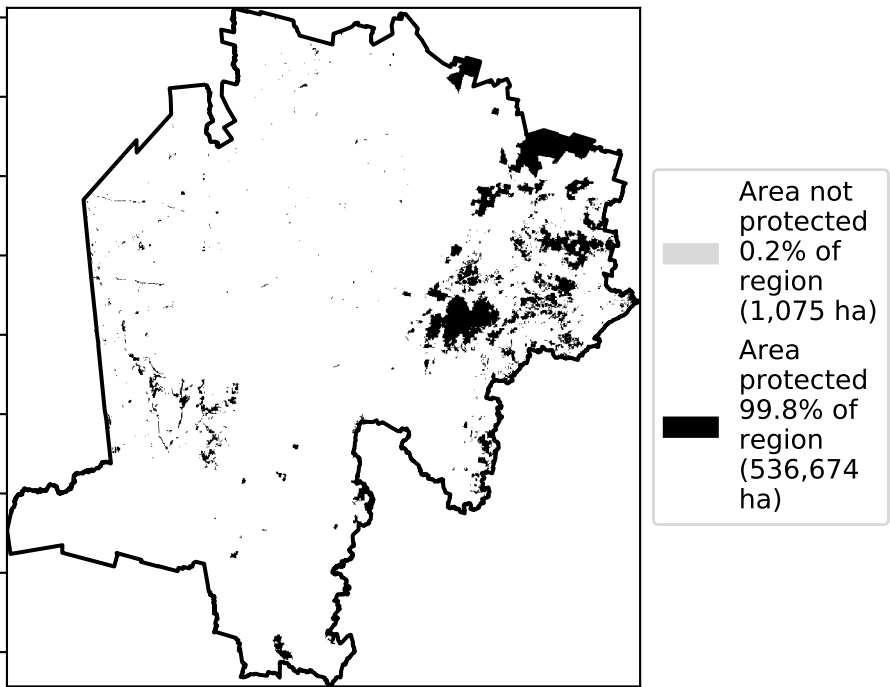 Area not
protected
0.2% of
region
(1,075 ha)
Area
protected
99.8% of
region
(536,674
ha)